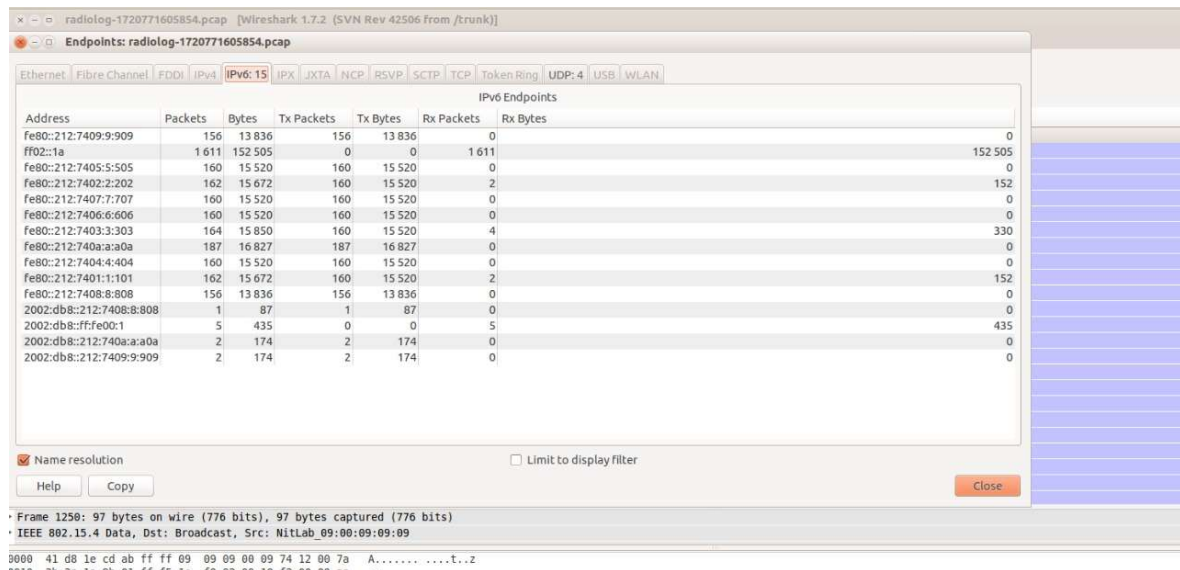 radiolog-1720771605854.pcap [Wireshark 1.7.2 (SVN Rev 42506 from /trunk)]
Endpoints: radiolog-1720771605854.pcap
Ethernet Fibre Channel FDDI IPv4 IPv6: 15 IPX JXTA NCP RSVP SCTP TCP Token Ring UDP: 4 USB WLAN
IPv6 Endpoints
Address Packets Bytes Tx Packets Tx Bytes Rx Packets Rx Bytes
fe80::212:7409:9:909 156 13 836 156 13 836 0 0
ff02::1a 1 611 152 505 0 0 1 611 152 505
fe80::212:7405:5:505 160 15 520 160 15 520 0 0
fe80::212:7402:2:202 162 15 672 160 15 520 2 152
fe80::212:7407:7:707 160 15 520 160 15 520 0 0
fe80::212:7406:6:606 160 15 520 160 15 520 0 0
fe80::212:7403:3:303 164 15 850 160 15 520 4 330
fe80::212:740a:a:a0a 187 16 827 187 16 827 0 0
fe80::212:7404:4:404 160 15 520 160 15 520 0 0
fe80::212:7401:1:101 162 15 672 160 15 520 2 152
fe80::212:7408:8:808 156 13 836 156 13 836 0 0
2002:db8::212:7408:8:808 1 87 1 87 0 0
2002:db8::ff:fe00:1 5 435 0 0 5 435
2002:db8::212:740a:a:a0a 2 174 2 174 0 0
2002:db8::212:7409:9:909 2 174 2 174 0 0
Name resolution Limit to display filter
Help Copy Close
Frame 1250: 97 bytes on wire (776 bits), 97 bytes captured (776 bits)
IEEE 802.15.4 Data, Dst: Broadcast, Src: NitLab_09:00:09:09:09
0000 41 d8 1e cd ab ff ff 09 09 09 00 09 74 12 00 7a A....... ....t..z